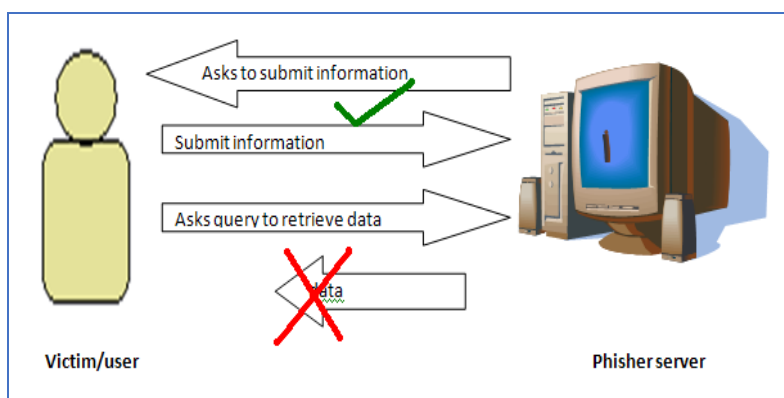 Asks to submit information
Submit information
Asks query to retrieve data
data
Victim/user
Phisher server